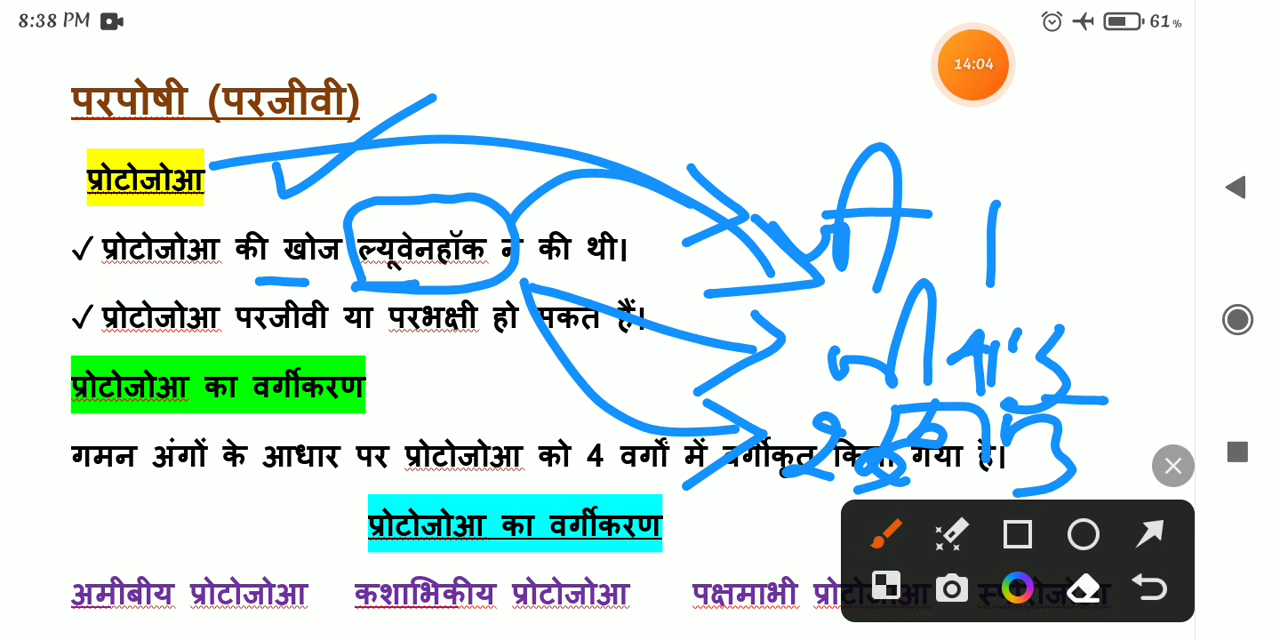 8:38 PM
61%
14:04
परपोषी (परजीवी)
प्रोटोजोआ
✓ प्रोटोजोआ की खोज ल्यूवेनहॉक ने की थी।
✓ प्रोटोजोआ परजीवी या परभक्षी हो सकते हैं।
प्रोटोजोआ का वर्गीकरण
गमन अंगों के आधार पर प्रोटोजोआ को 4 वर्गों में वर्गीकृत किया गया है।
प्रोटोजोआ का वर्गीकरण
अमीबीय प्रोटोजोआ कशाभिकीय प्रोटोजोआ पक्षमाभी प्रोटोजोआ